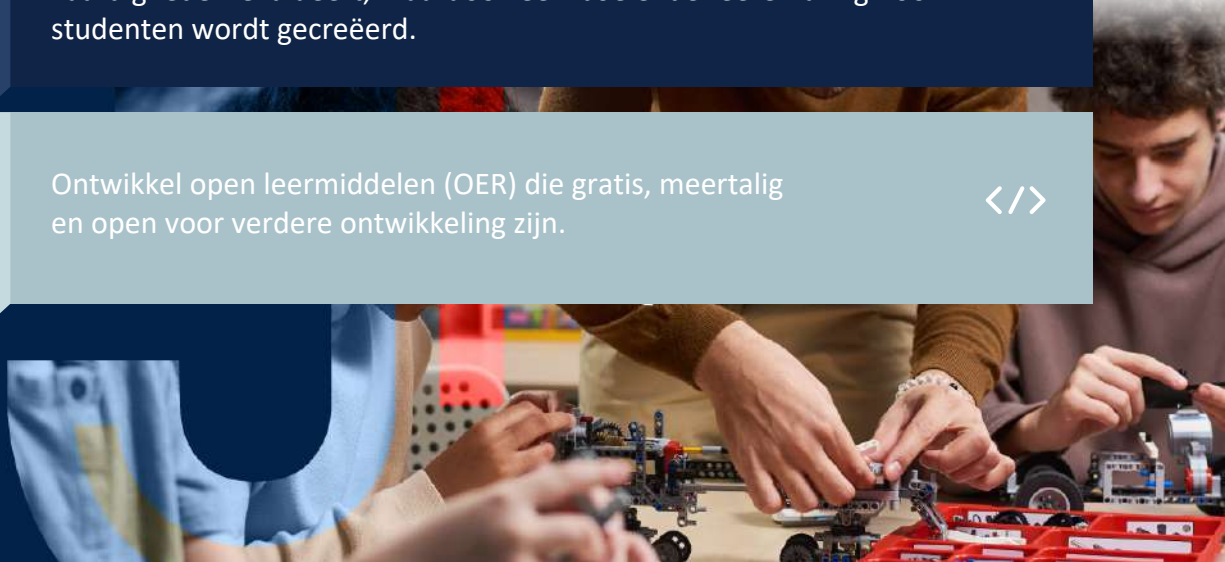 studenten wordt gecreëerd.
Ontwikkel open leermiddelen (OER) die gratis, meertalig
en open voor verdere ontwikkeling zijn.